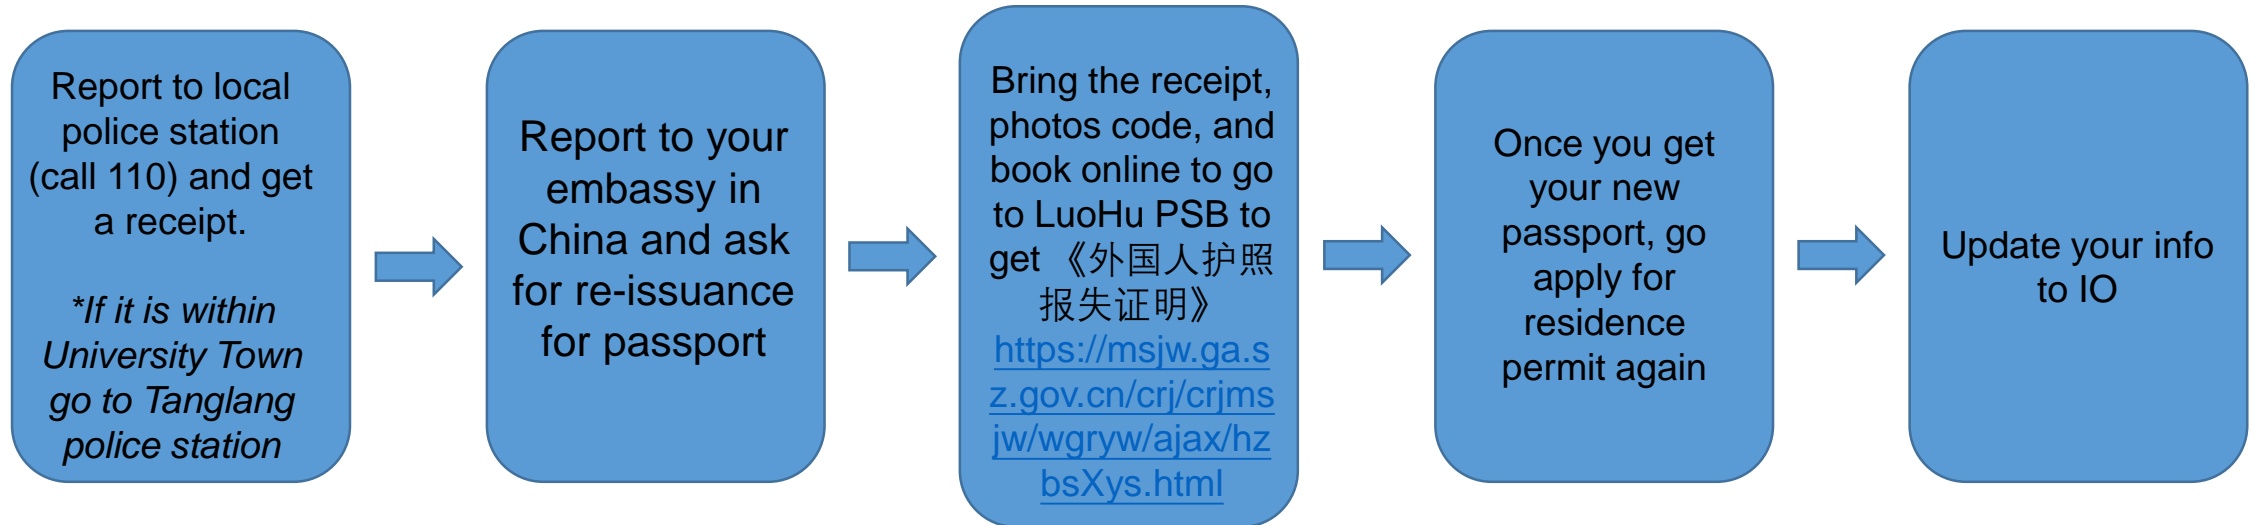 Report to local
police station
(call 110) and get
a receipt.
*If it is within
University Town
go to Tanglang
police station
Report to your
embassy in
China and ask
for re-issuance
for passport
Bring the receipt,
photos code, and
book online to go
to LuoHu PSB to
get 《外国人护照
报失证明》
https://msjw.ga.s
z.gov.cn/crj/crjms
jw/wgryw/ajax/hz
bsXys.html
Once you get
your new
passport, go
apply for
residence
permit again
Update your info
to IO